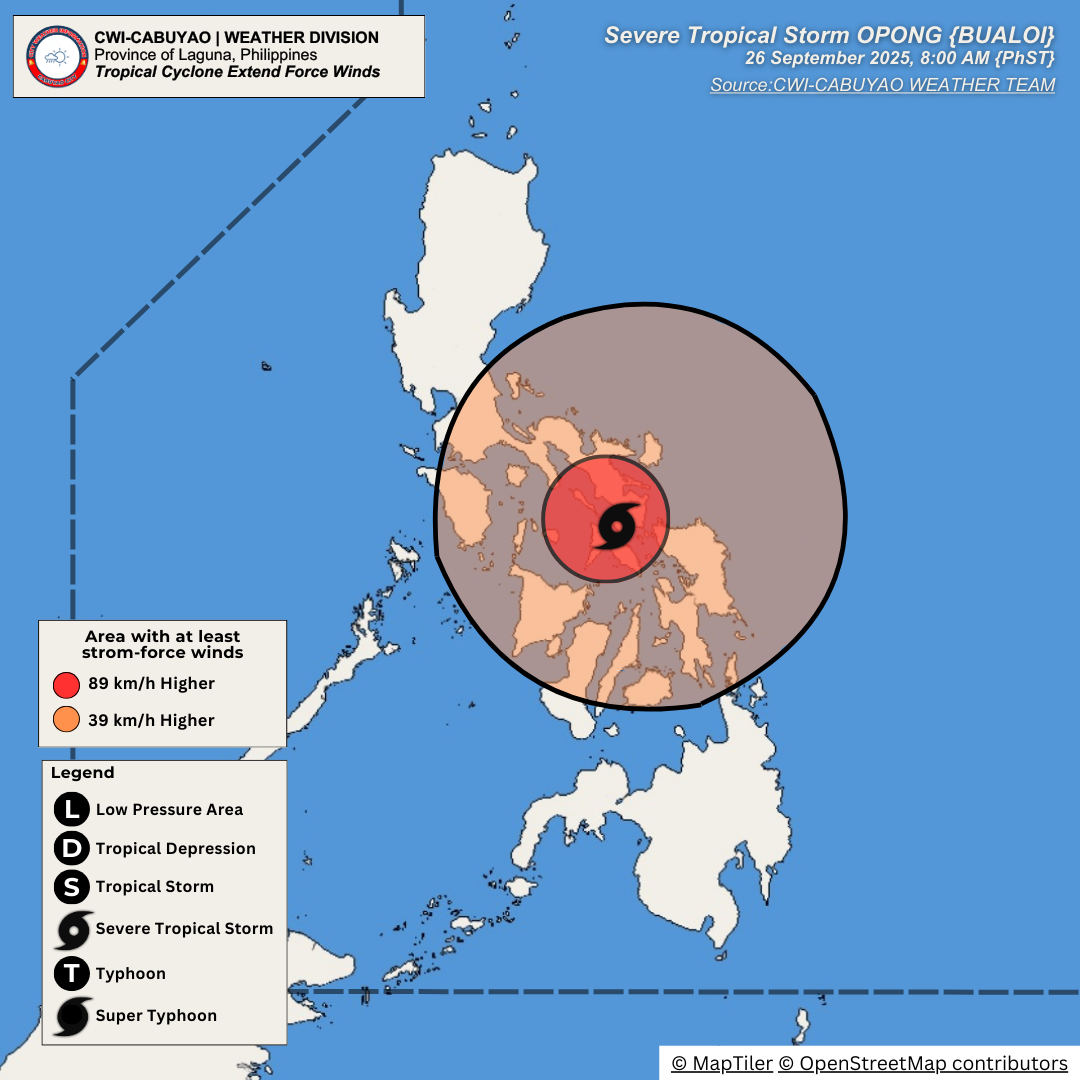 CWI-CABUYAO | WEATHER DIVISION
Province of Laguna, Philippines
Tropical Cyclone Extend Force Winds
Severe Tropical Storm OPONG {BUALOI}
26 September 2025, 8:00 AM {PhST}
Source:CWI-CABUYAO WEATHER TEAM
Area with at least
strom-force winds
89 km/h Higher
39 km/h Higher
Legend
L Low Pressure Area
D Tropical Depression
S Tropical Storm
Severe Tropical Storm
T Typhoon
Super Typhoon
© MapTiler © OpenStreetMap contributors